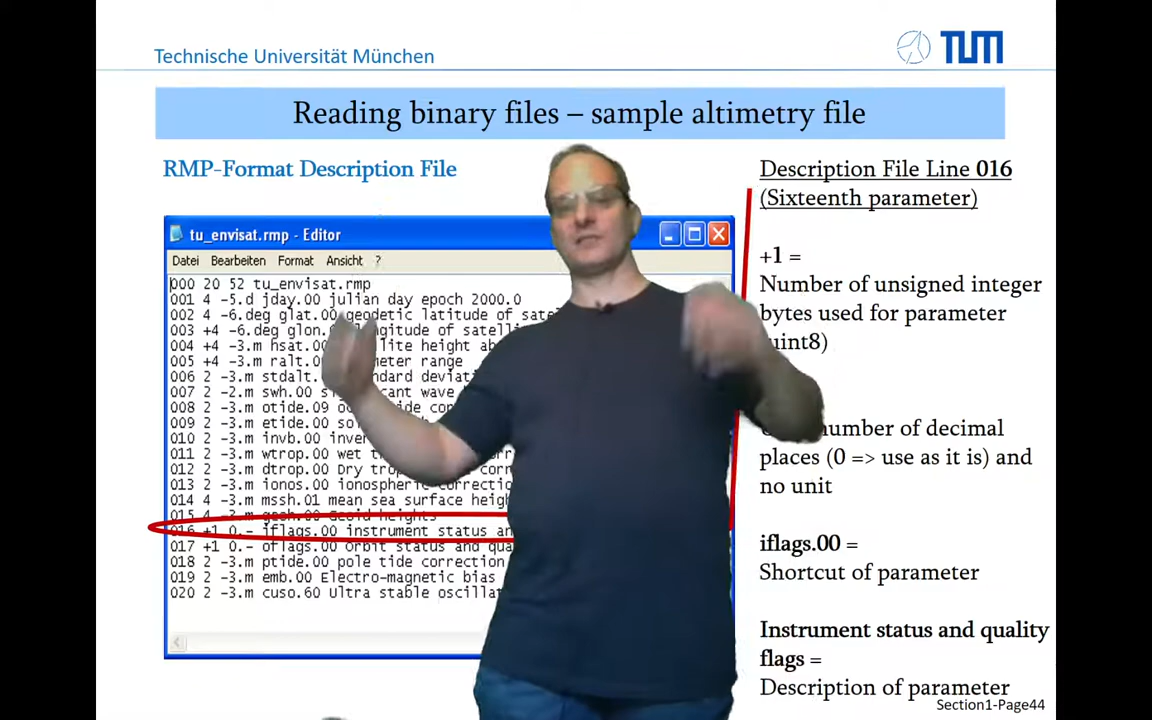 Technische Universität München
TUM
Reading binary files – sample altimetry file
RMP-Format Description File
tu_envisat.rmp - Editor
Datei Bearbeiten Format Ansicht ?
000 20 52 tu_envisat.rmp
001 4 -5.d jday.00 julian day epoch 2000.0
002 4 -6.deg glat.00 geodetic latitude of
003 +4 -6.deg glon. of
004 +4 -3.m hsat.00 height
005 +4 -3.m ralt. range
006 2 -3.m stdalt.
007 2 -2.m swh.00
008 2 -3.m otide.09
009 2 -3.m etide.00
010 2 -3.m invb.00
011 2 -3.m wtrop.00 wet
012 2 -3.m dtrop.00 Dry
013 2 -3.m ionos.00 ionospheric
014 4 -3.m mssh.01 mean sea surface
015 4 -3.m geoh.00 Geoid heights
016 +1 0.- iflags.00 instrument status
017 +1 0.- oflags.00 Orbit status and
018 2 -3.m ptide.00 pole tide correction
019 2 -3.m emb.00 Electro-magnetic bias
020 2 -3.m cuso.60 Ultra stable
Description File Line 016
(Sixteenth parameter)
+1 =
Number of unsigned integer
bytes used for parameter
uint8)
number of decimal
places (0 => use as it is) and
no unit
iflags.00 =
Shortcut of parameter
Instrument status and quality
flags =
Description of parameter
Section1-Page44